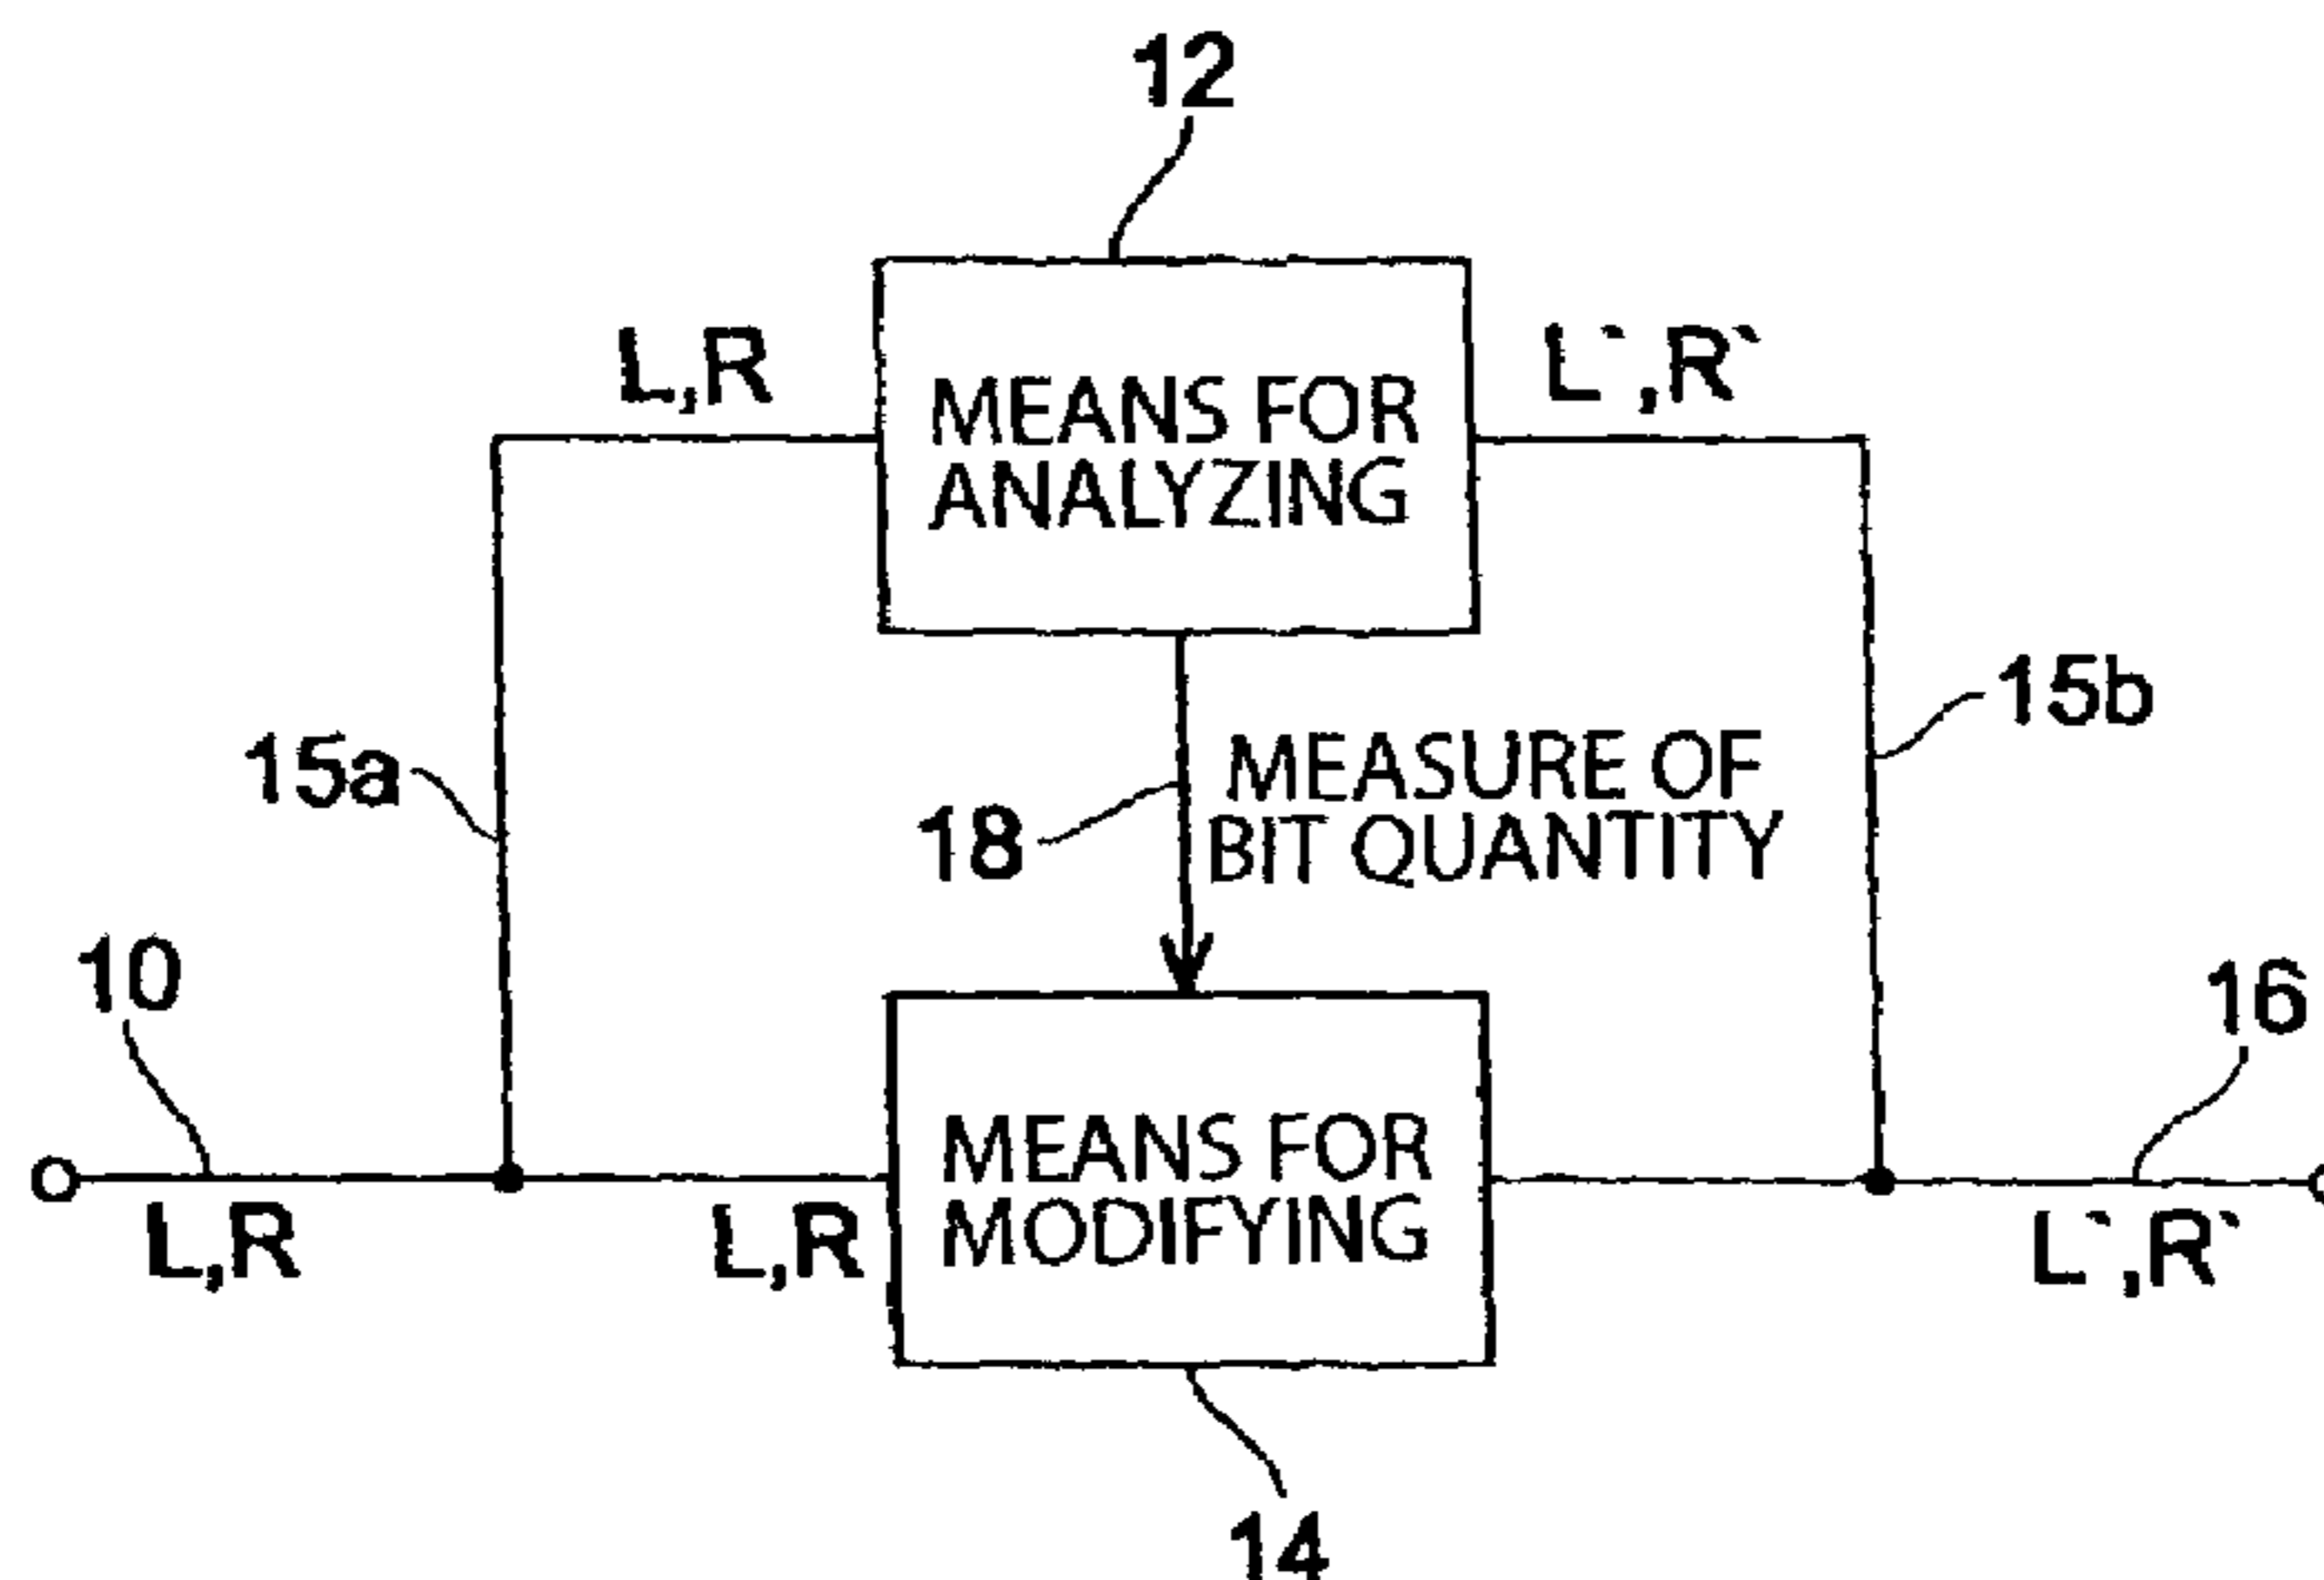 12
L,R
L`,R`
MEANS FOR
ANALYZING
15b
15a
MEASURE OF
18
BIT QUANTITY
10
16
MEANS FOR
MODIFYING
L,R
L,R
L`,R`
14